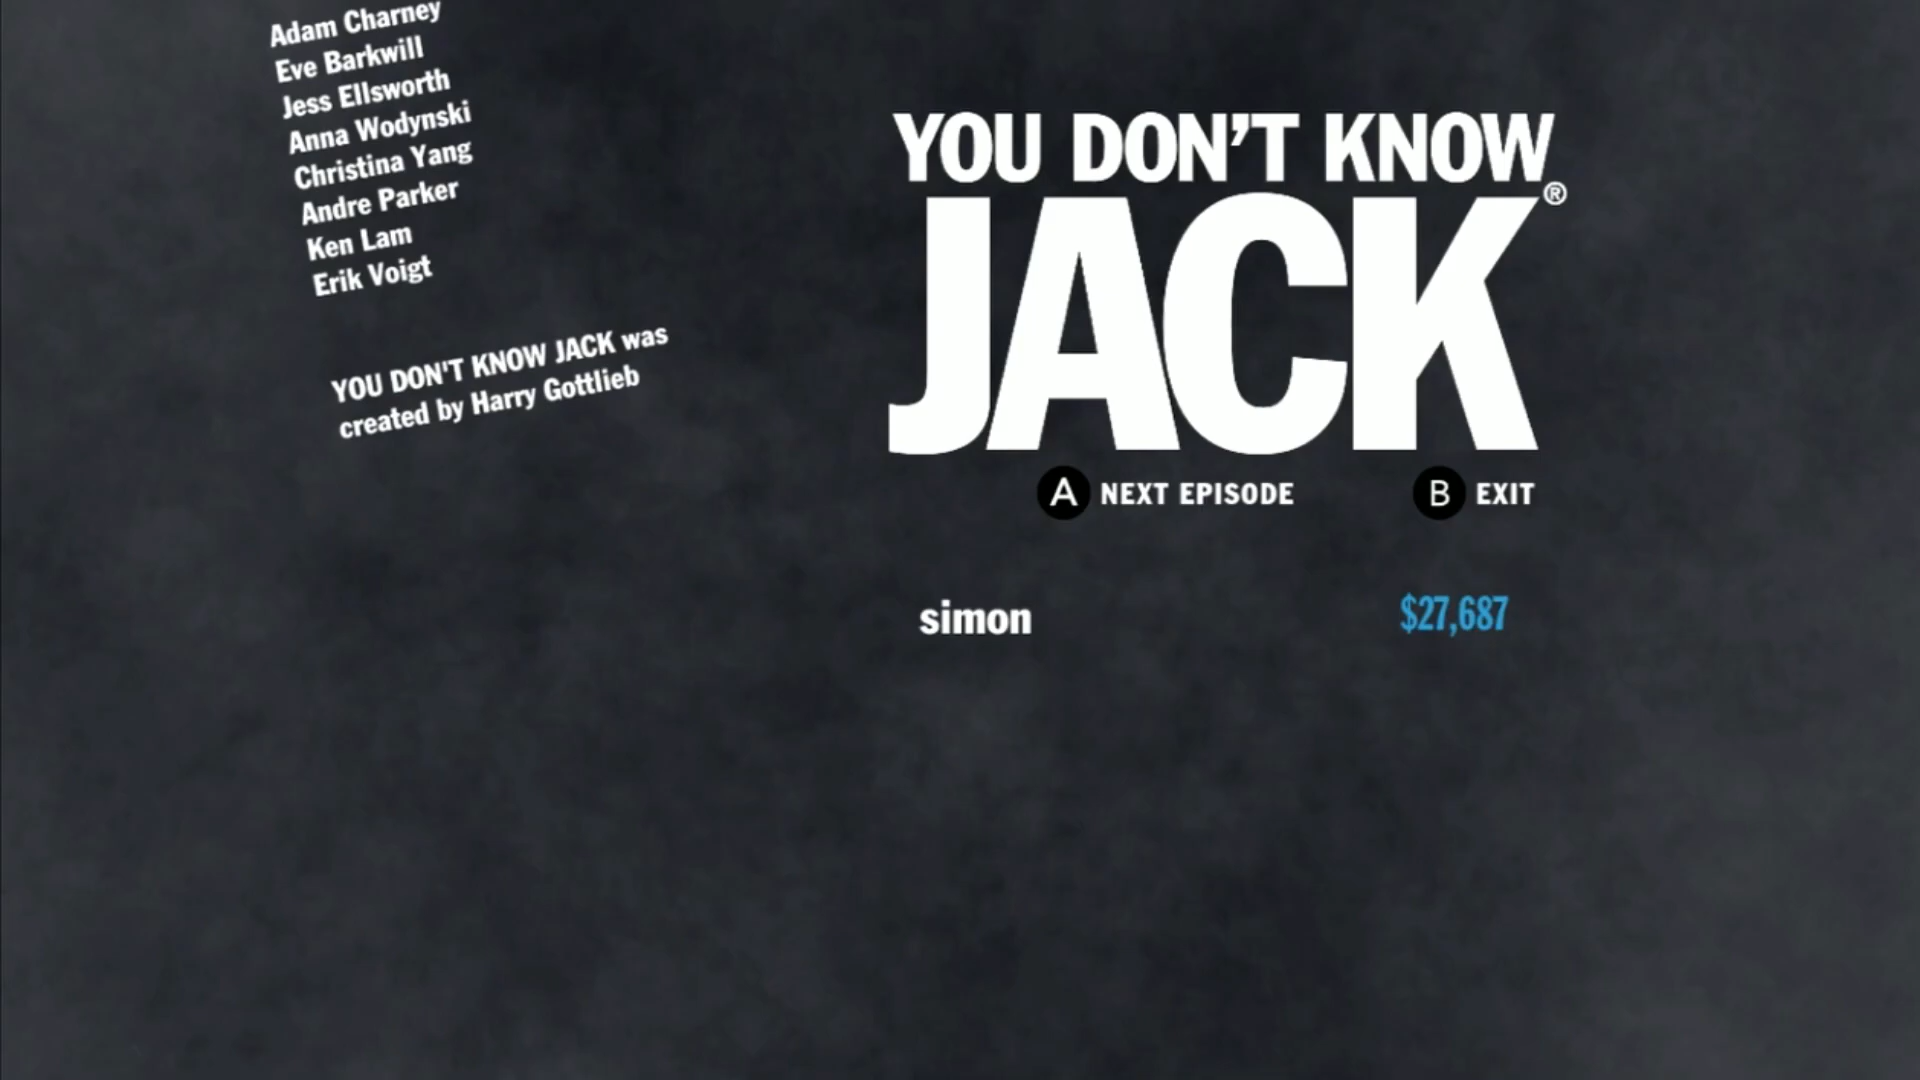 Adam Charney
Eve Barkwill
Jess Ellsworth
Anna Wodynski
Christina Yang
Andre Parker
Ken Lam
Erik Voigt
YOU DON'T KNOW JACK was
created by Harry Gottlieb
YOU DON’T KNOW
JACK®
A NEXT EPISODE
B EXIT
simon
$27,687